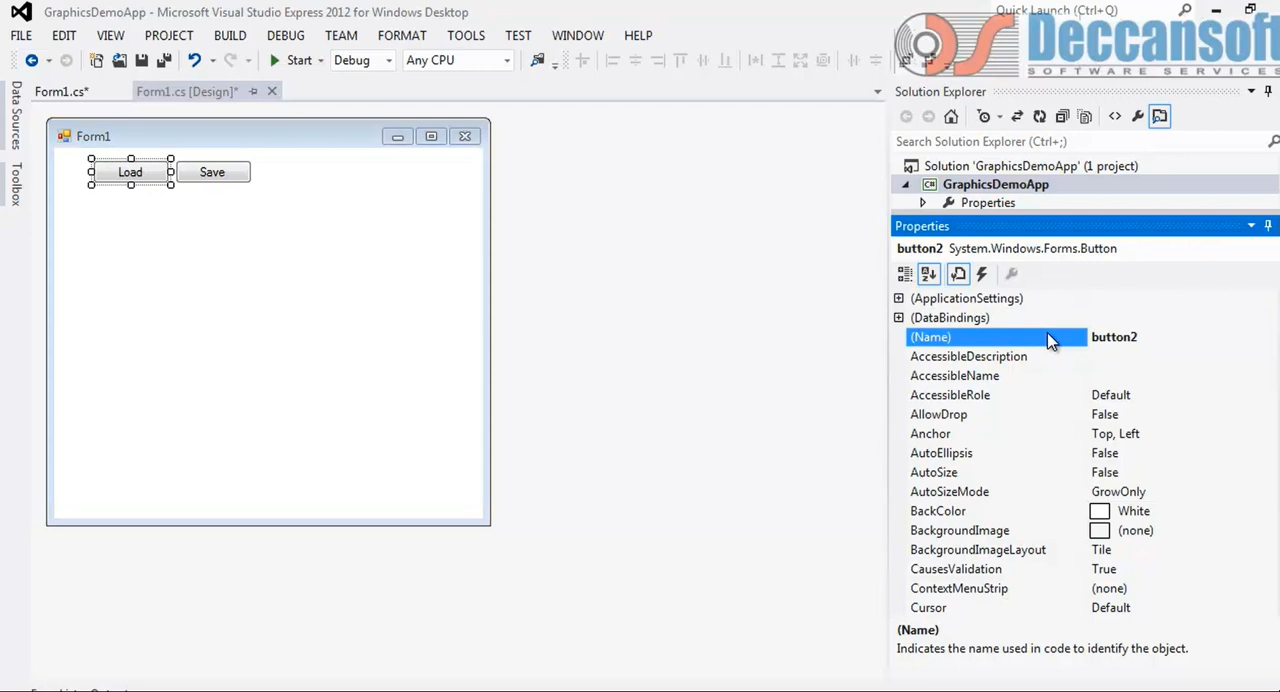 GraphicsDemoApp - Microsoft Visual Studio Express 2012 for Windows Desktop
Quick Launch (Ctrl+Q)
FILE EDIT VIEW PROJECT BUILD DEBUG TEAM FORMAT TOOLS TEST WINDOW HELP
DS Deccansoft
SOFTWARE SERVICES
Start Debug Any CPU
Form1.cs* Form1.cs [Design]*
Data Sources
Toolbox
Form1
Load Save
Solution Explorer
Search Solution Explorer (Ctrl+;)
Solution 'GraphicsDemoApp' (1 project)
C# GraphicsDemoApp
Properties
Properties
button2 System.Windows.Forms.Button
(ApplicationSettings)
(DataBindings)
(Name) button2
AccessibleDescription
AccessibleName
AccessibleRole Default
AllowDrop False
Anchor Top, Left
AutoEllipsis False
AutoSize False
AutoSizeMode GrowOnly
BackColor White
BackgroundImage (none)
BackgroundImageLayout Tile
CausesValidation True
ContextMenuStrip (none)
Cursor Default
(Name)
Indicates the name used in code to identify the object.